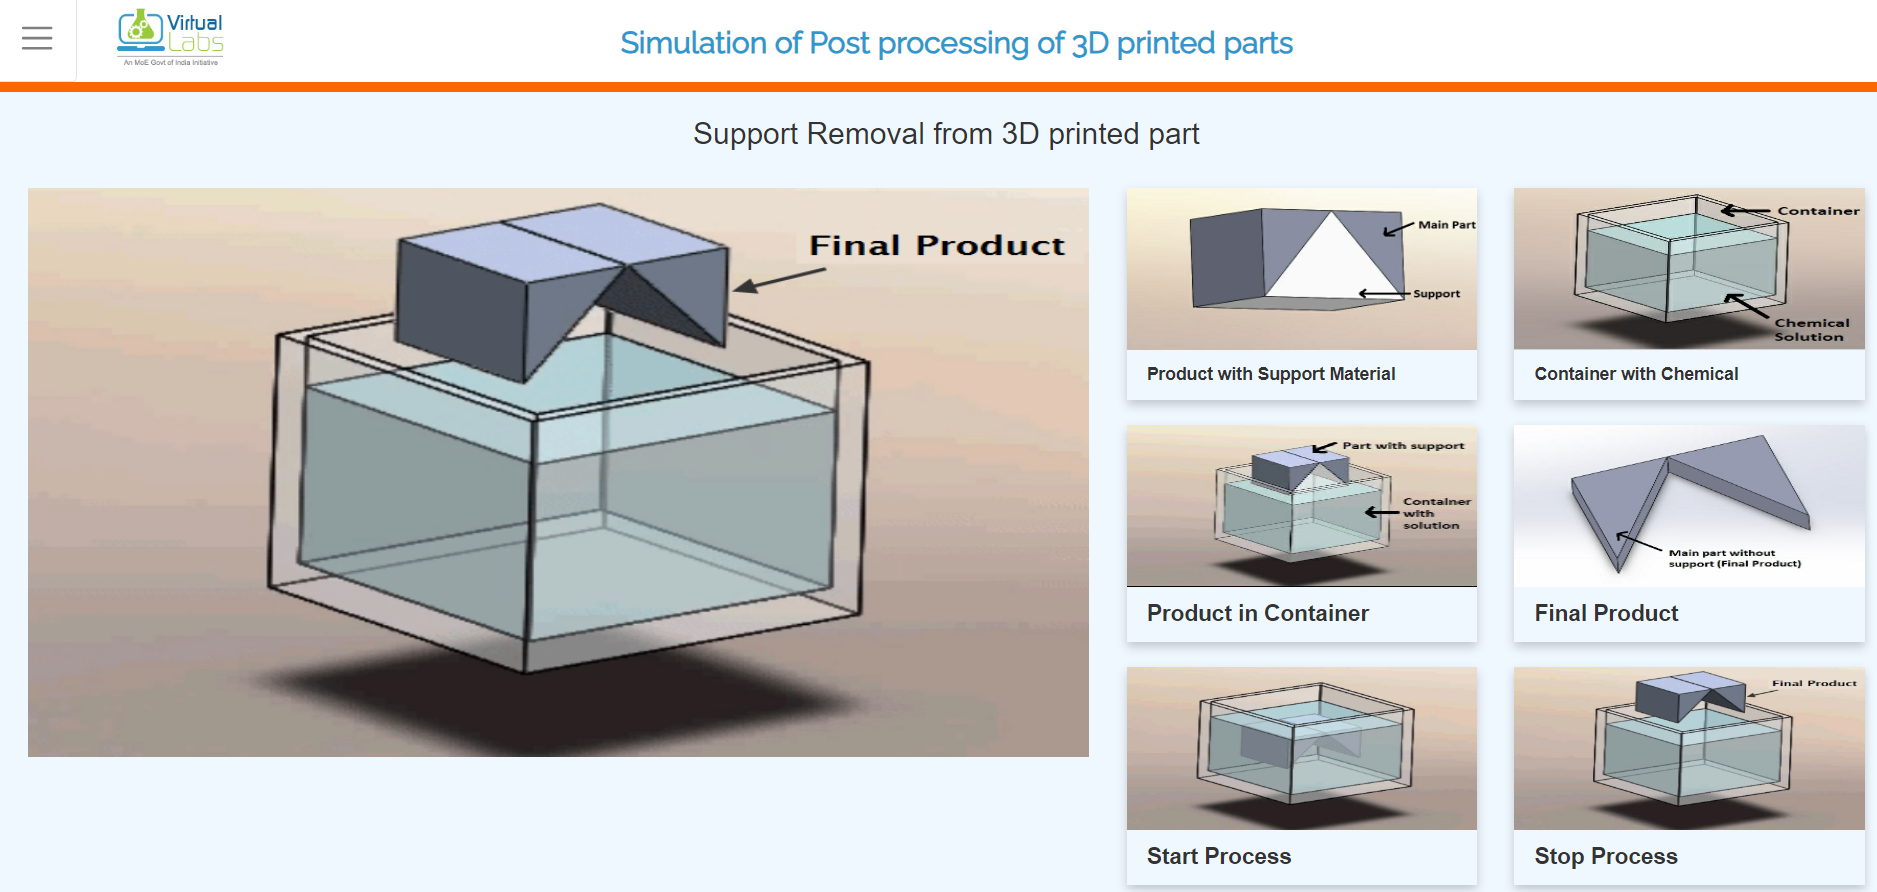 Virtual
Labs
An MoE Govt of India Initiative
Simulation of Post processing of 3D printed parts
Support Removal from 3D printed part
Final Product
Main Part
Support
Product with Support Material
Container
Chemical
Solution
Container with Chemical
Part with support
Container
with
solution
Product in Container
Main part without
support (Final Product)
Final Product
Start Process
Final Product
Stop Process